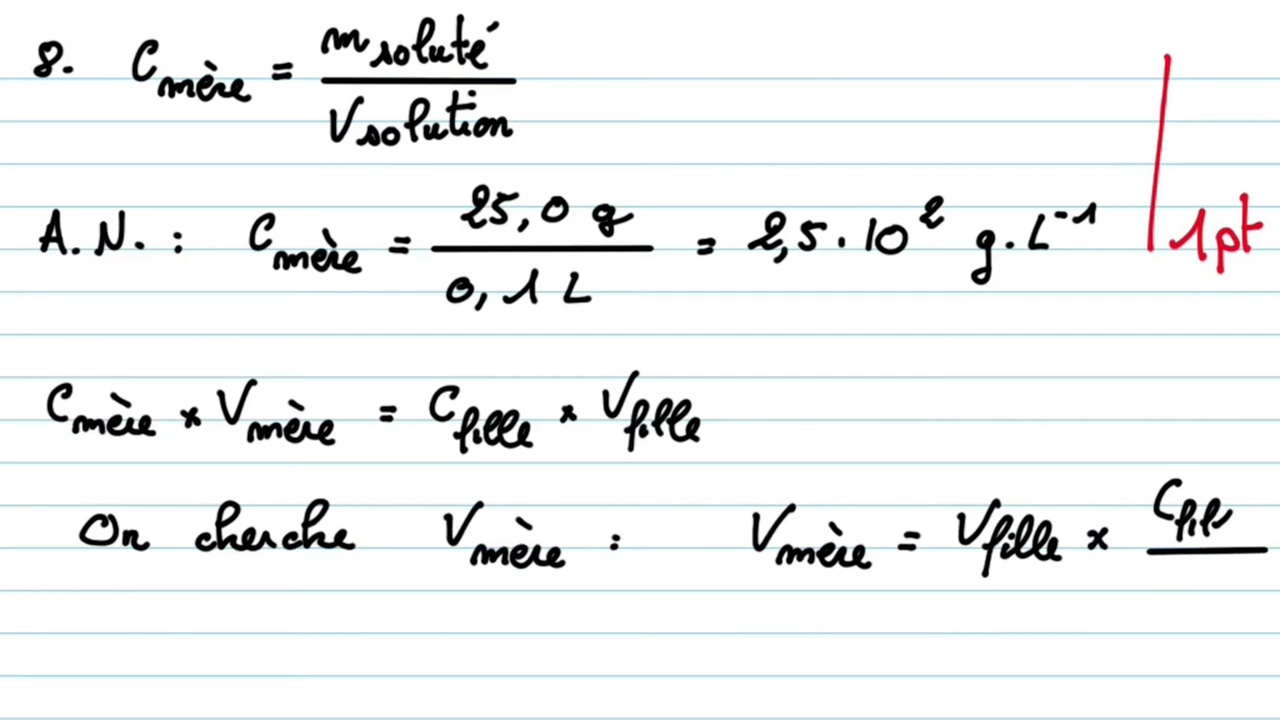 8. Cmère = msoluté / Vsolution
A.N. : Cmère = 25,0 g / 0,1 L = 2,5 · 10² g · L⁻¹
1pt
Cmère × Vmère = Cfille × Vfille
On cherche Vmère : Vmère = Vfille ×